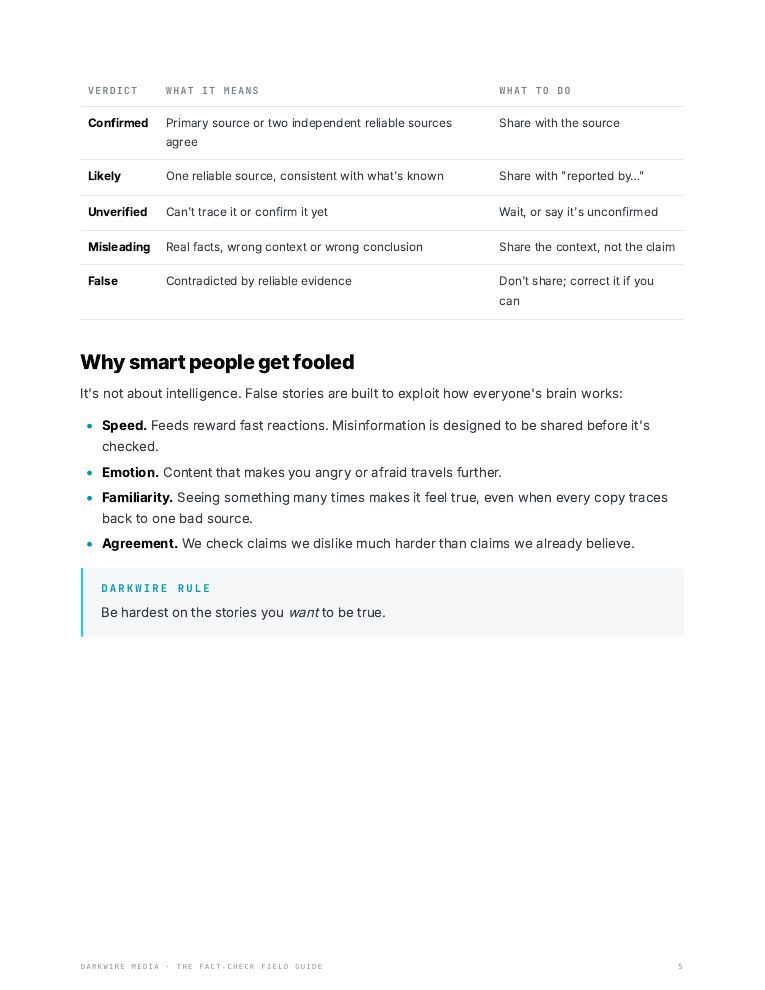 VERDICT WHAT IT MEANS WHAT TO DO
Confirmed Primary source or two independent reliable sources Share with the source
agree
Likely One reliable source, consistent with what's known Share with "reported by..."
Unverified Can't trace it or confirm it yet Wait, or say it's unconfirmed
Misleading Real facts, wrong context or wrong conclusion Share the context, not the claim
False Contradicted by reliable evidence Don't share; correct it if you
can
Why smart people get fooled
It's not about intelligence. False stories are built to exploit how everyone's brain works:
• Speed. Feeds reward fast reactions. Misinformation is designed to be shared before it's
checked.
• Emotion. Content that makes you angry or afraid travels further.
• Familiarity. Seeing something many times makes it feel true, even when every copy traces
back to one bad source.
• Agreement. We check claims we dislike much harder than claims we already believe.
DARKWIRE RULE
Be hardest on the stories you want to be true.
DARKWIRE MEDIA · THE FACT-CHECK FIELD GUIDE 5